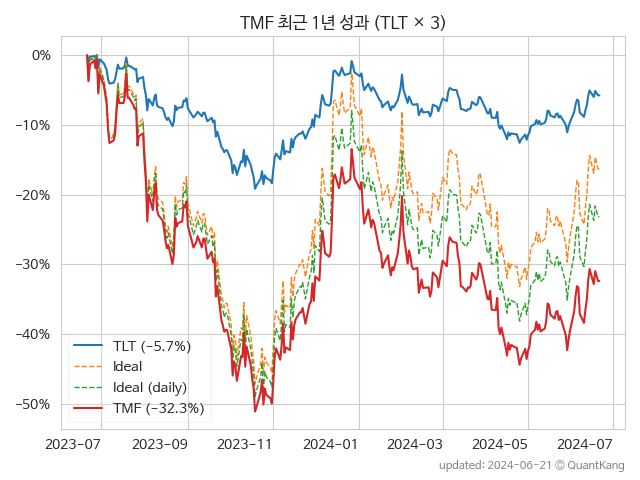 TMF 최근 1년 성과 (TLT × 3)
0%
−10%
−20%
−30%
−40%
−50%
TLT (−5.7%)
Ideal
Ideal (daily)
TMF (−32.3%)
2023-07 2023-09 2023-11 2024-01 2024-03 2024-05 2024-07
updated: 2024-06-21 @ QuantKang